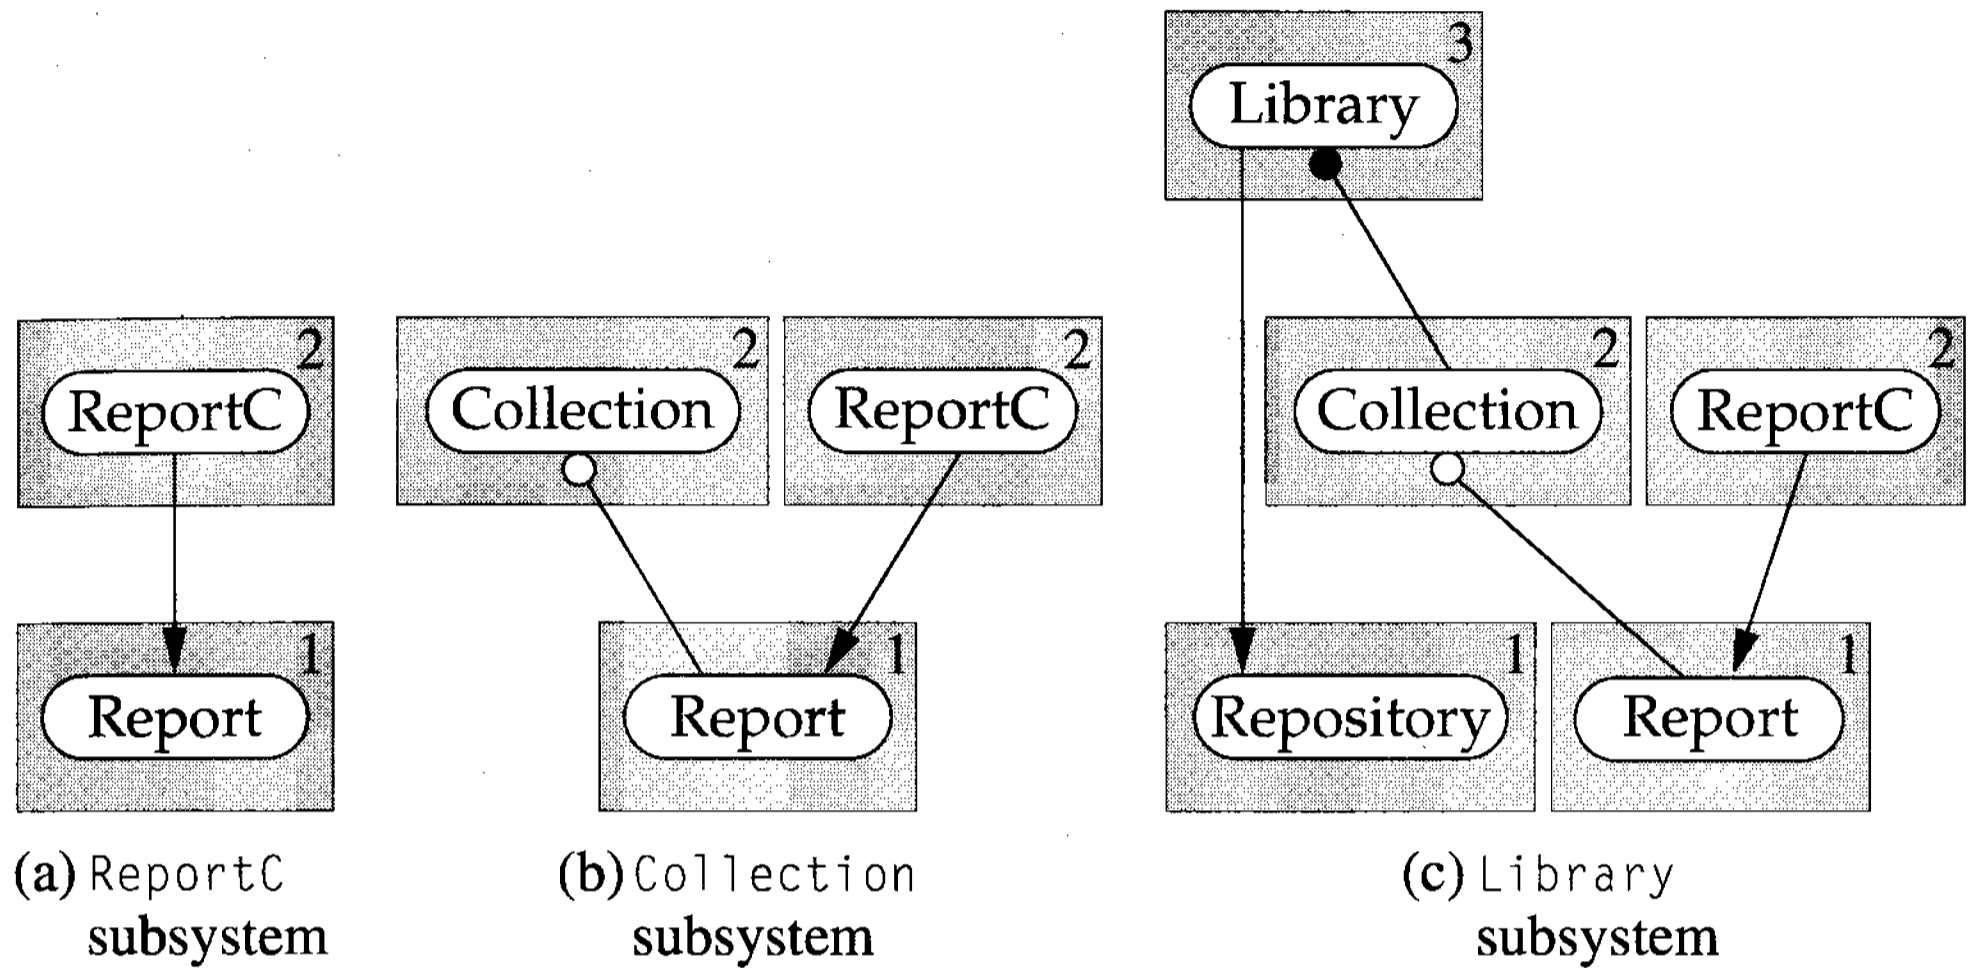 3
Library
2
ReportC
2
Collection
2
ReportC
2
Collection
2
ReportC
1
Report
1
Report
1
Repository
1
Report
(a) ReportC
subsystem
(b) Collection
subsystem
(c) Library
subsystem